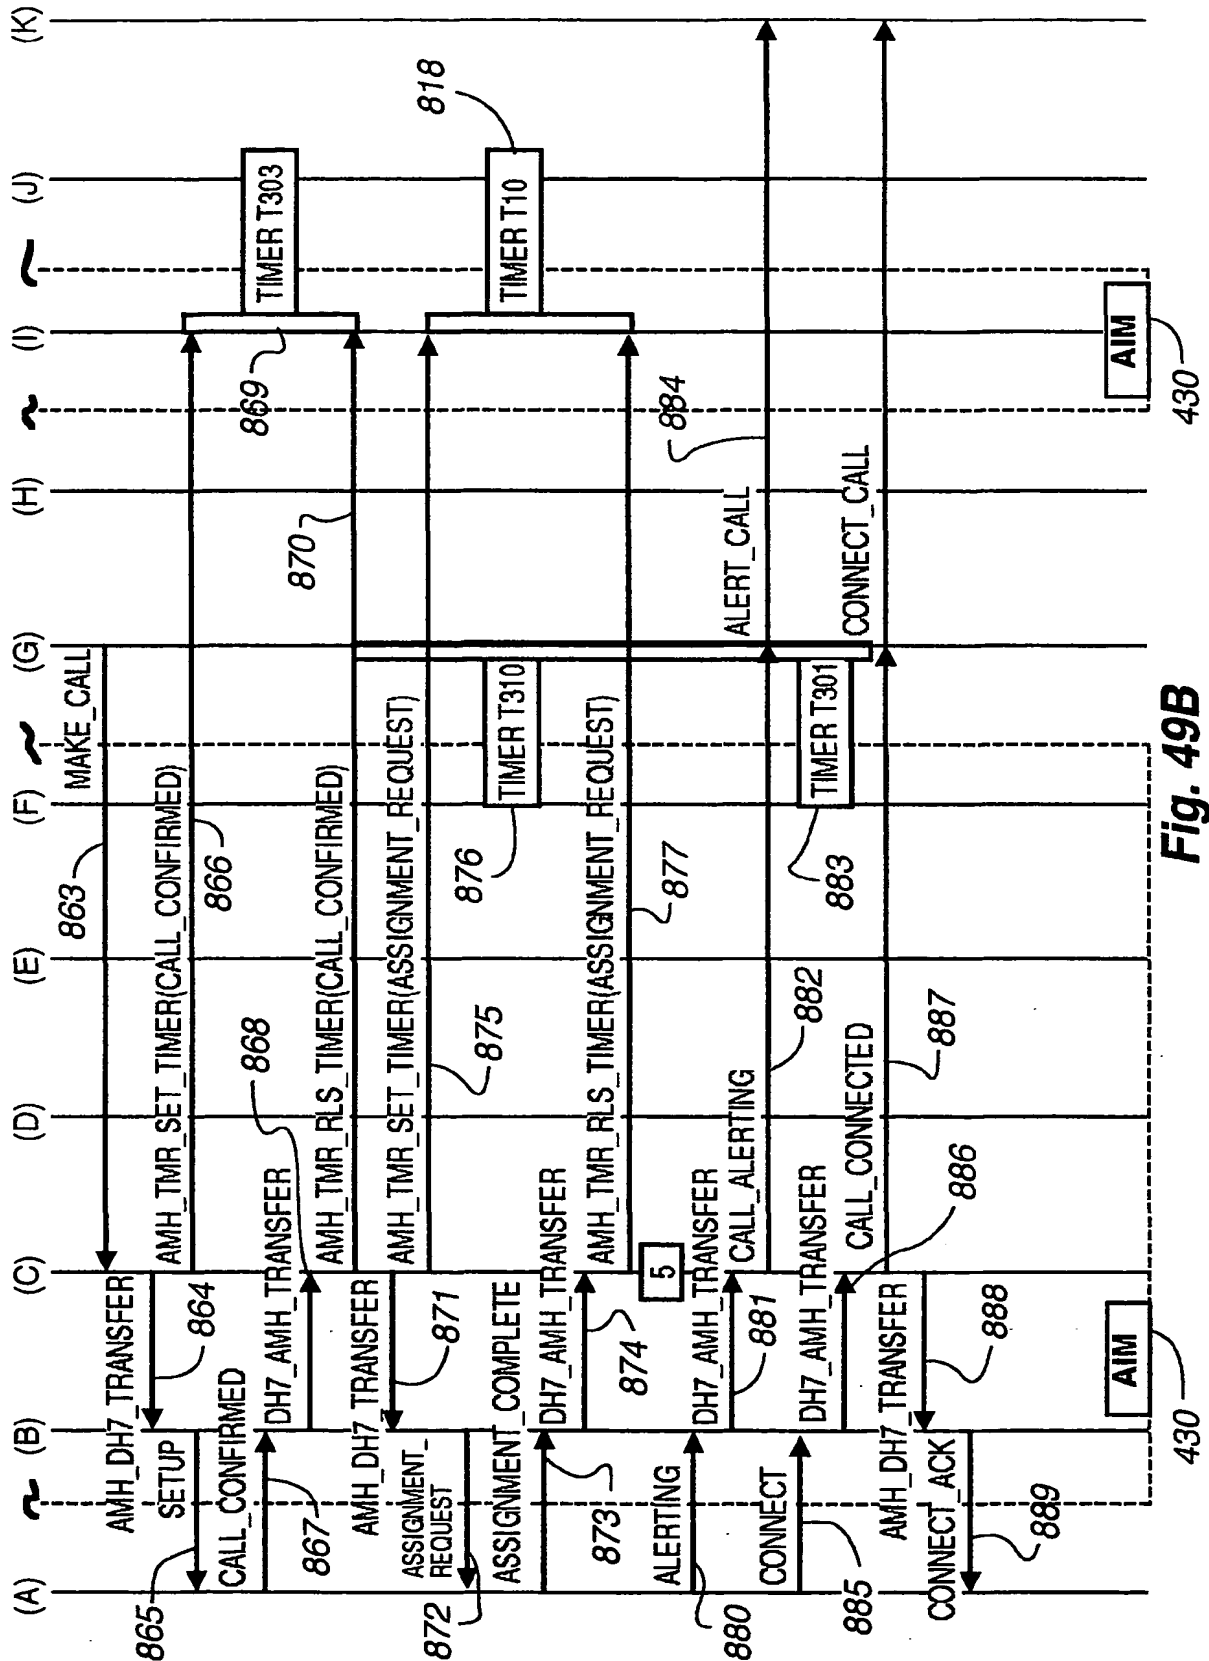 (A) (B) (C) (D) (E) (F) (G) (H) (I) (J) (K)
MAKE_CALL
863
AMH_DH7_TRANSFER
864
SETUP
865
AMH_TMR_SET_TIMER(CALL_CONFIRMED)
866
CALL_CONFIRMED
867
DH7_AMH_TRANSFER
868
TIMER T303
869
AMH_TMR_RLS_TIMER(CALL_CONFIRMED)
870
AMH_DH7_TRANSFER
871
ASSIGNMENT_
REQUEST
872
AMH_TMR_SET_TIMER(ASSIGNMENT_REQUEST)
875
ASSIGNMENT_COMPLETE
873
TIMER T310
876
TIMER T10
818
DH7_AMH_TRANSFER
874
AMH_TMR_RLS_TIMER(ASSIGNMENT_REQUEST)
877
5
ALERTING
880
DH7_AMH_TRANSFER
881
CALL_ALERTING
882
ALERT_CALL
884
TIMER T301
883
CONNECT
885
DH7_AMH_TRANSFER
886
CALL_CONNECTED
887
CONNECT_CALL
AMH_DH7_TRANSFER
888
CONNECT_ACK
889
AIM
430
AIM
430
Fig. 49B